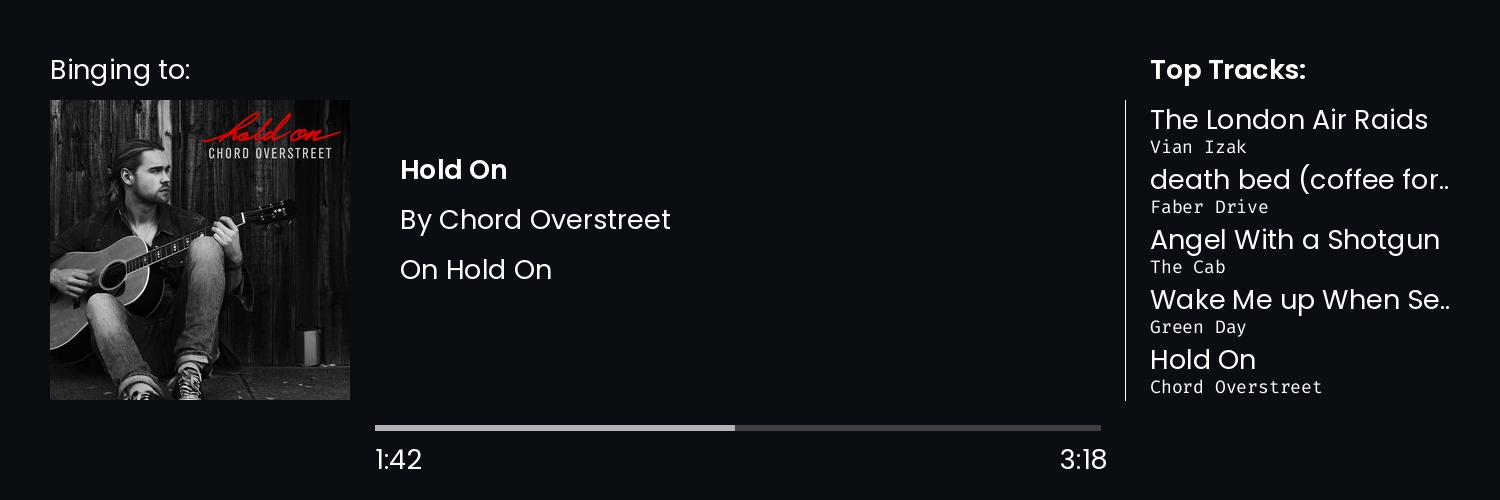 Binging to:
hold on
CHORD OVERSTREET
Hold On
By Chord Overstreet
On Hold On
1:42
3:18
Top Tracks:
The London Air Raids
Vian Izak
death bed (coffee for..
Faber Drive
Angel With a Shotgun
The Cab
Wake Me up When Se..
Green Day
Hold On
Chord Overstreet